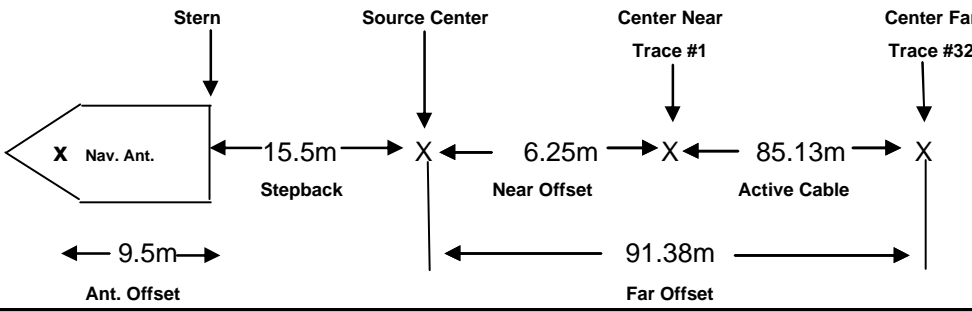 Stern
Source Center
Center Near
Trace #1
Center Far
Trace #32
X Nav. Ant.
15.5m
X
6.25m
X
85.13m
X
Stepback
Near Offset
Active Cable
9.5m
91.38m
Ant. Offset
Far Offset